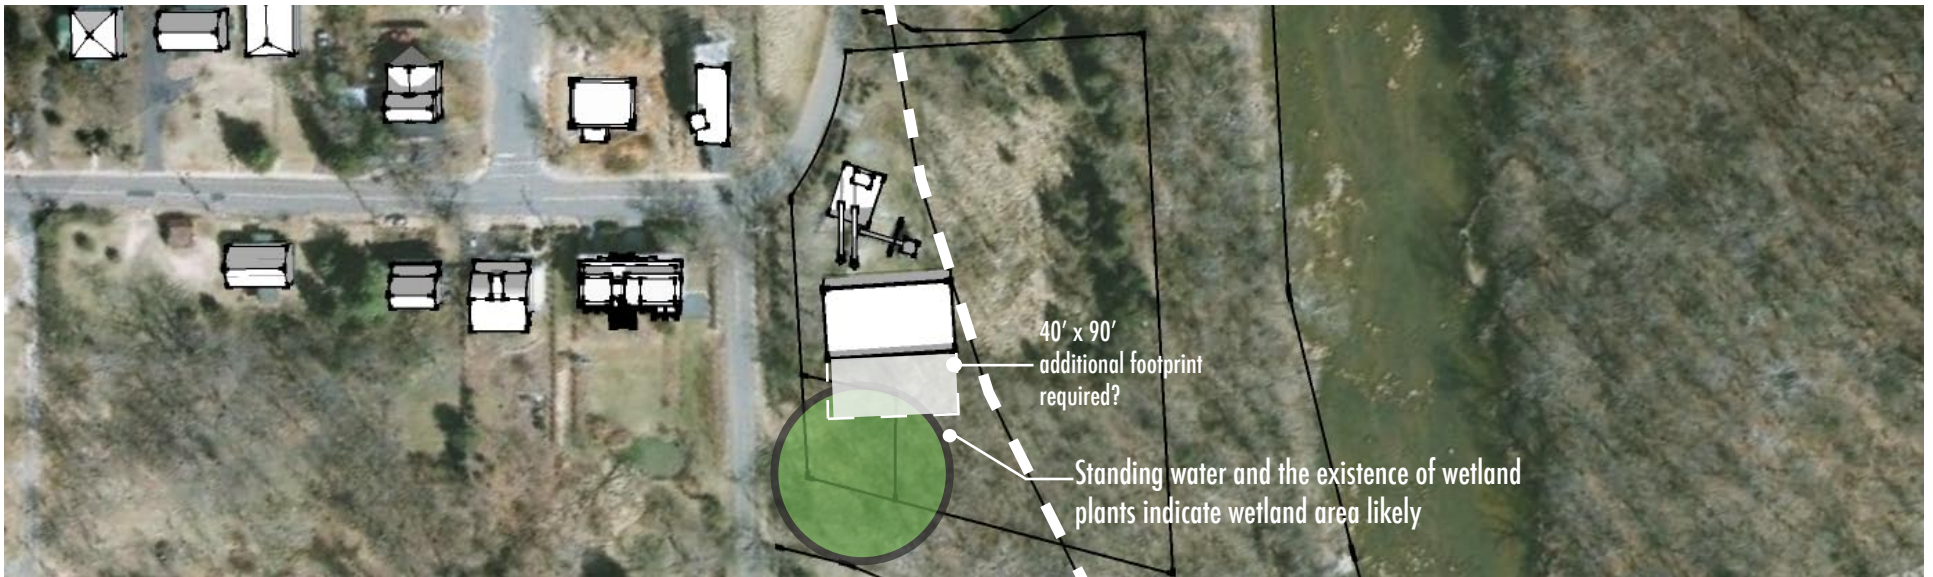 40’ x 90’
additional footprint
required?
Standing water and the existence of wetland
plants indicate wetland area likely